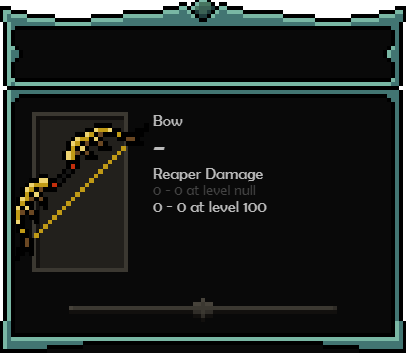 Bow
–
Reaper Damage
0 - 0 at level null
0 - 0 at level 100